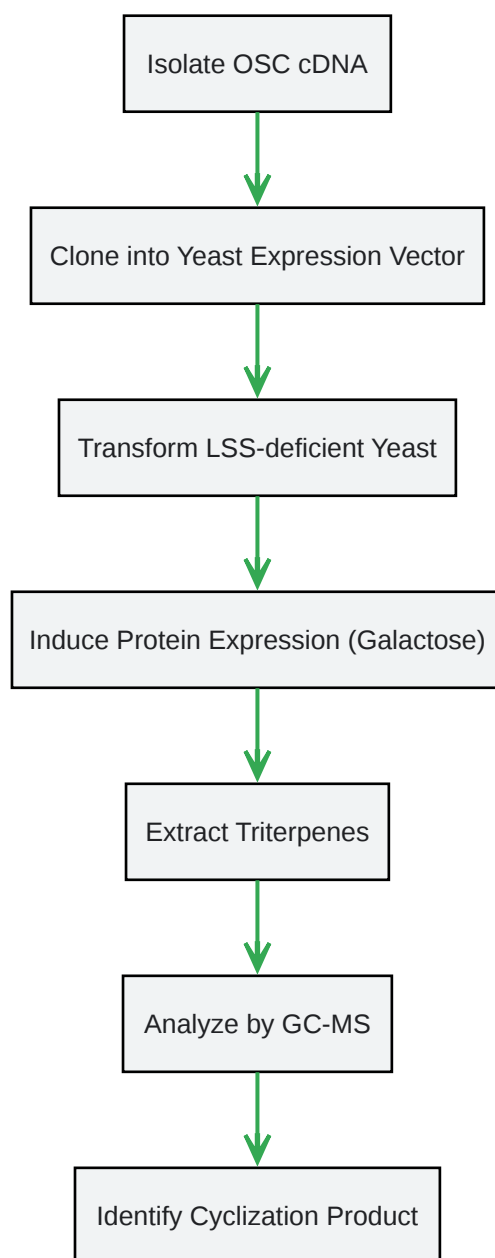 Isolate OSC cDNA
Clone into Yeast Expression Vector
Transform LSS-deficient Yeast
Induce Protein Expression (Galactose)
Extract Triterpenes
Analyze by GC-MS
Identify Cyclization Product